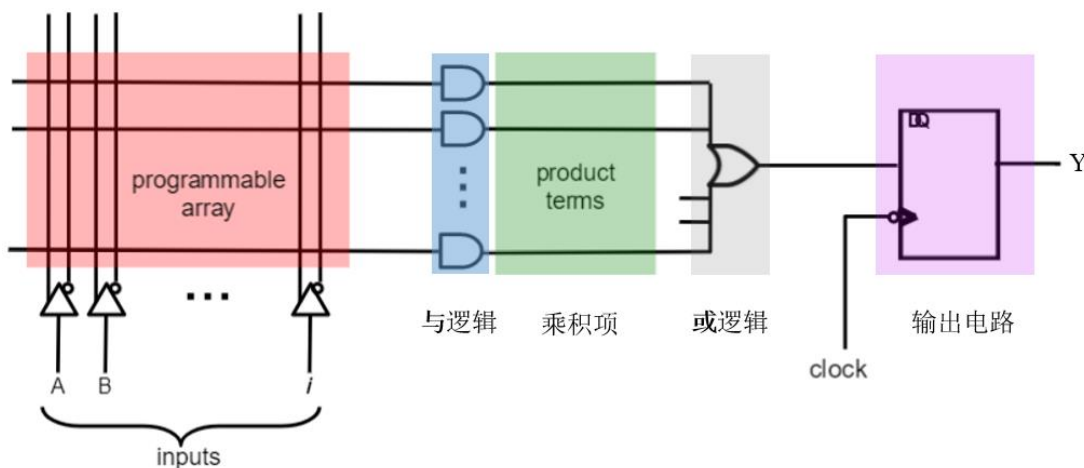 programmable
array
product
terms
DQ
Y
与逻辑
乘积项
或逻辑
输出电路
clock
A
B
...
i
inputs